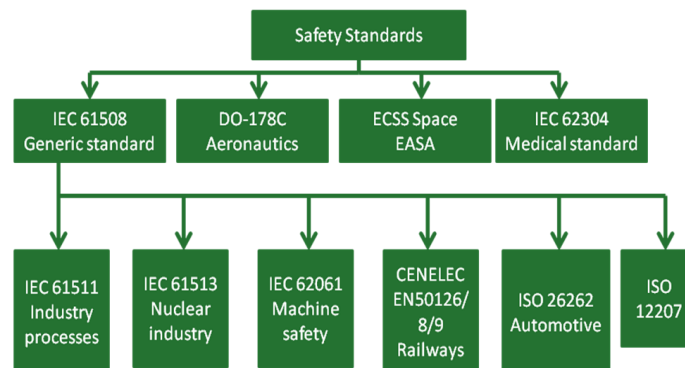 Safety Standards
IEC 61508
Generic standard
DO-178C
Aeronautics
ECSS Space
EASA
IEC 62304
Medical standard
IEC 61511
Industry
processes
IEC 61513
Nuclear
industry
IEC 62061
Machine
safety
CENELEC
EN50126/
8/9
Railways
ISO 26262
Automotive
ISO
12207